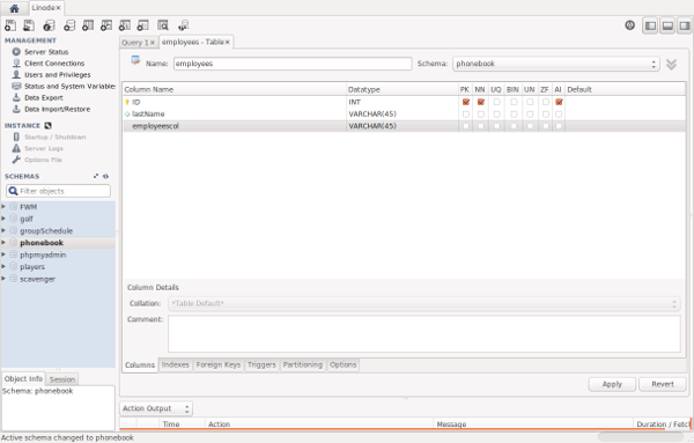 Linode×
MANAGEMENT
Server Status
Client Connections
Users and Privileges
Status and System Variable
Data Export
Data Import/Restore
INSTANCE
Startup / Shutdown
Server Logs
Options File
SCHEMAS
Filter objects
FWM
golf
groupSchedule
phonebook
phpmyadmin
players
scavenger
Object Info Session
Schema: phonebook
Query 1× employees - Table×
Name: employees Schema: phonebook
Column Name Datatype PK NN UQ BIN UN ZF AI Default
ID INT
lastName VARCHAR(45)
employeescol VARCHAR(45)
Column Details
Collation: *Table Default*
Comment:
Columns Indexes Foreign Keys Triggers Partitioning Options
Apply Revert
Action Output
Time Action Message Duration / Fetch
Active schema changed to phonebook